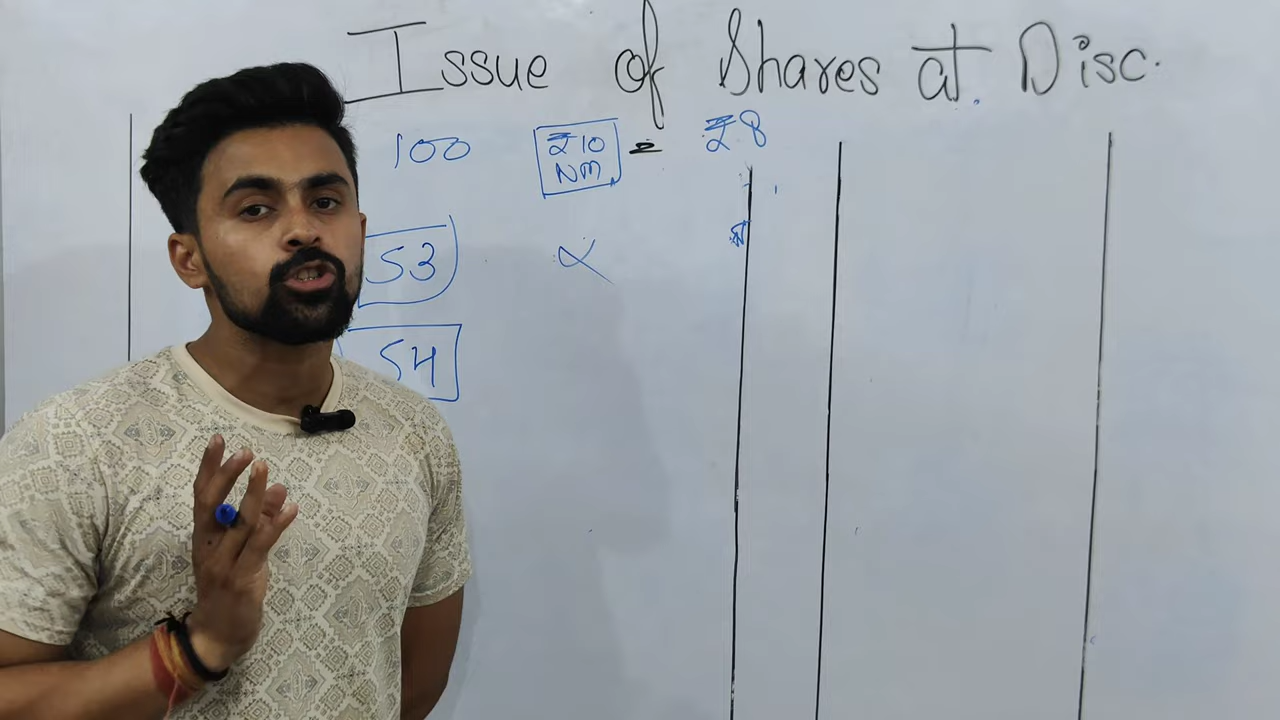 Issue of Shares at Disc.
100 ₹10 = ₹8
NM
53
54